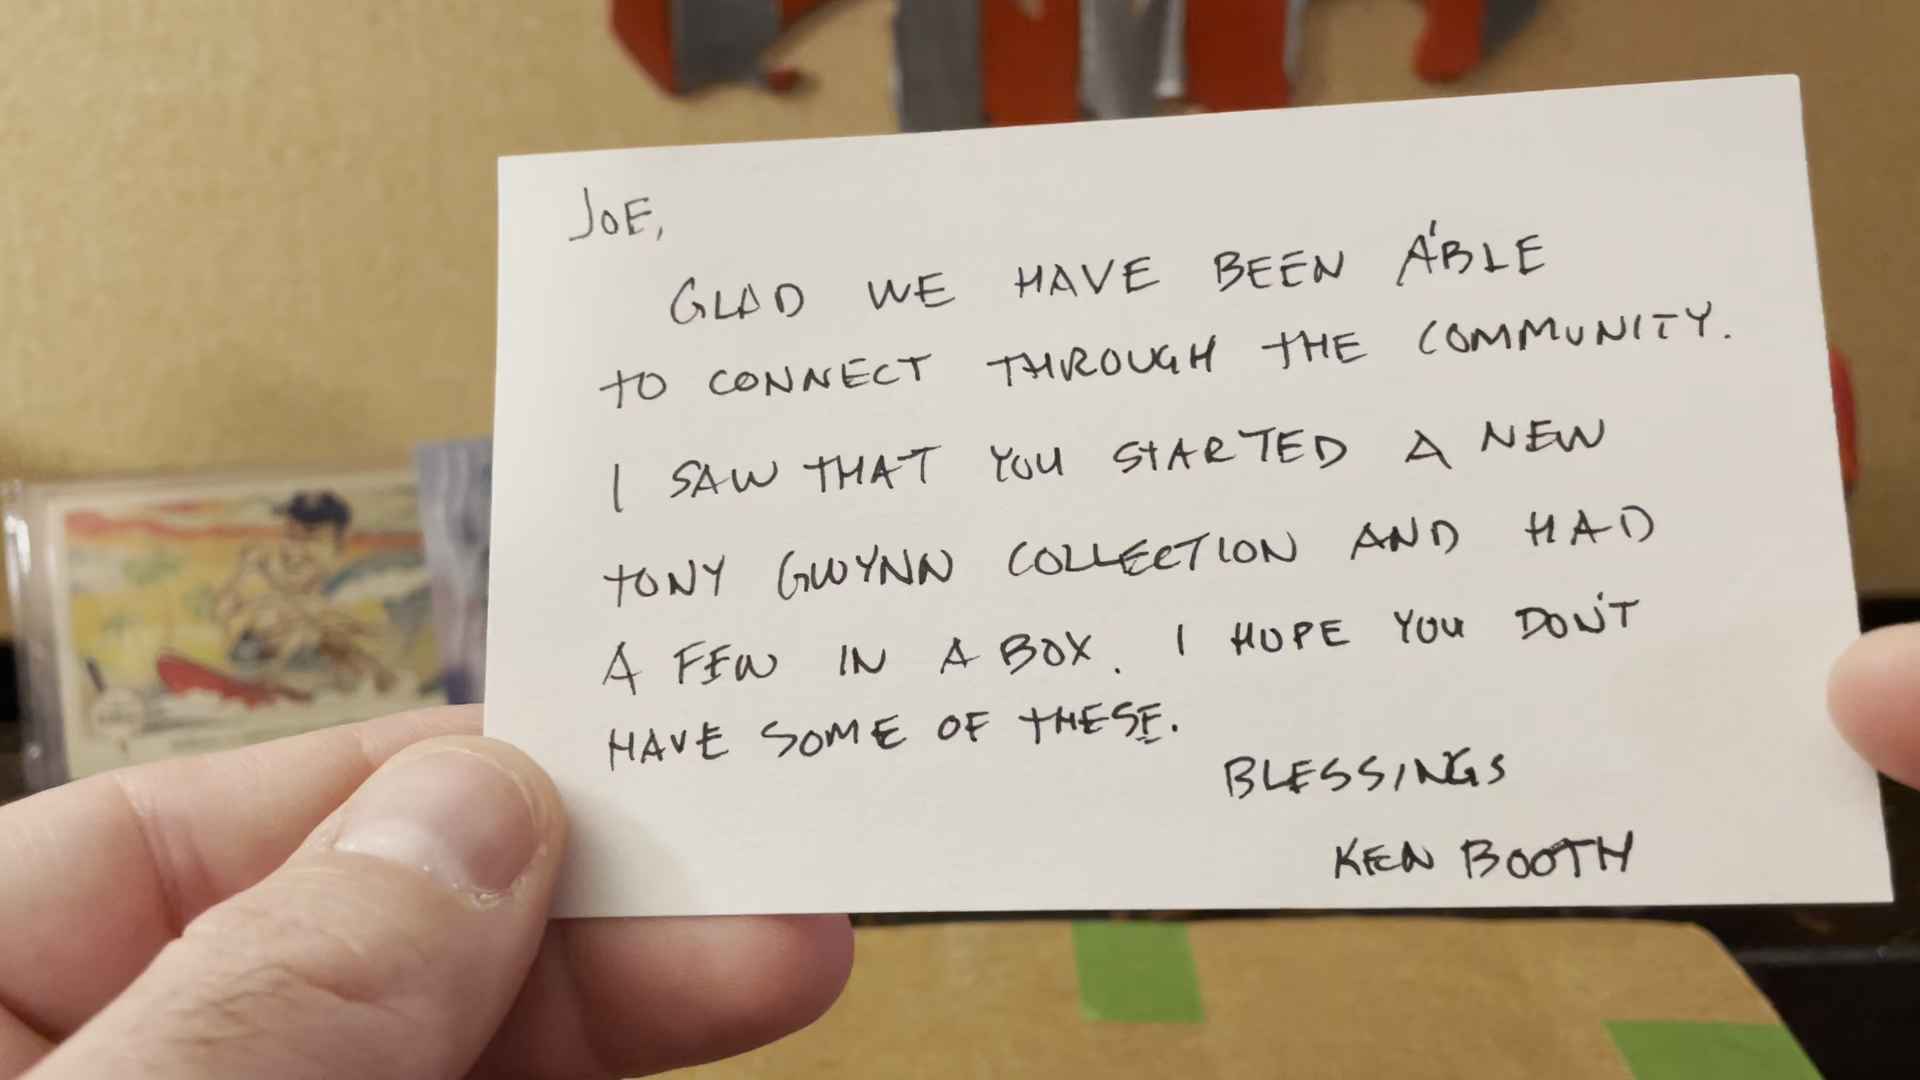 JOE,
GLAD WE HAVE BEEN ABLE
TO CONNECT THROUGH THE COMMUNITY.
I SAW THAT YOU STARTED A NEW
TONY GWYNN COLLECTION AND HAD
A FEW IN A BOX. I HOPE YOU DON'T
HAVE SOME OF THESE.
BLESSINGS
KEN BOOTH